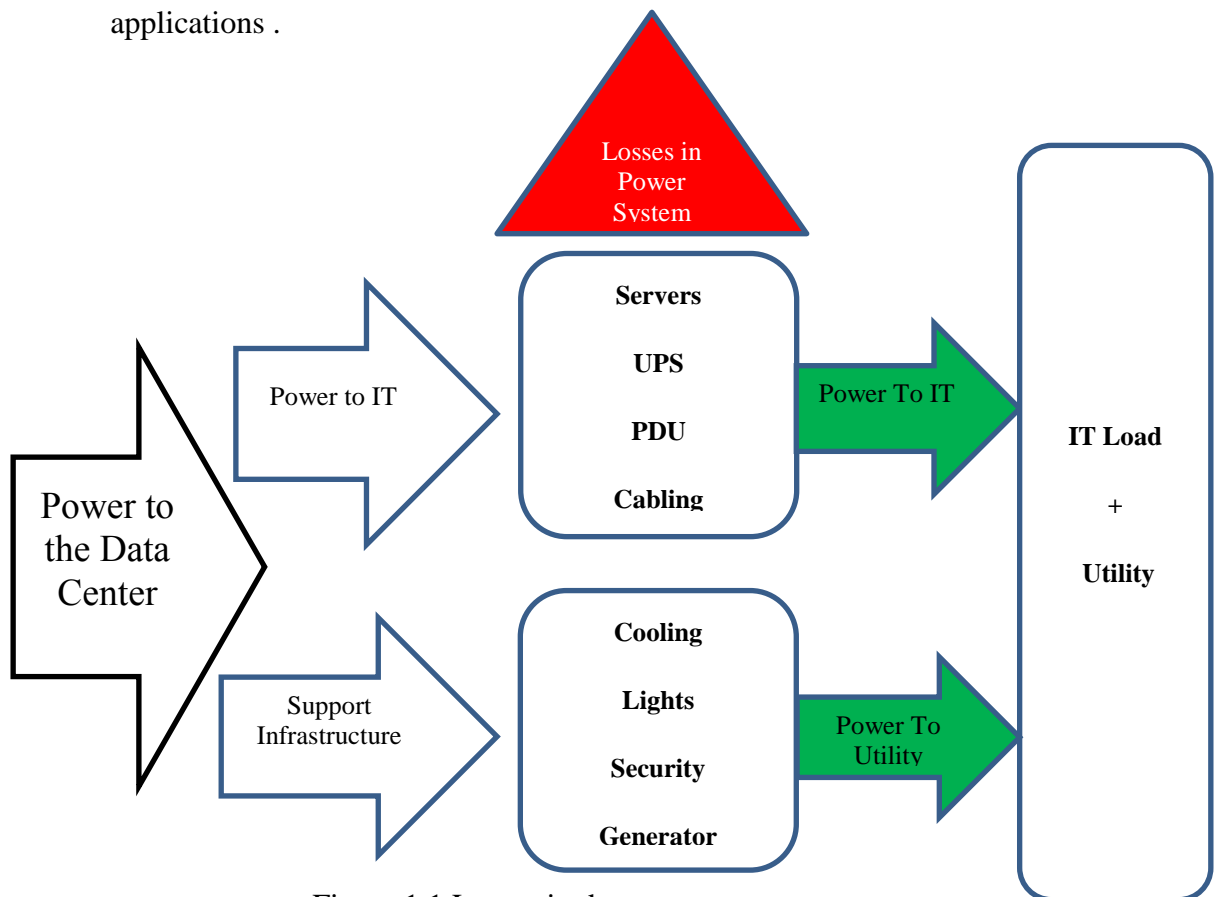 applications .
Losses in
Power
System
Servers
UPS
PDU
Cabling
Power to IT
Power To IT
IT Load
+
Utility
Power to
the Data
Center
Support
Infrastructure
Cooling
Lights
Security
Generator
Power To
Utility